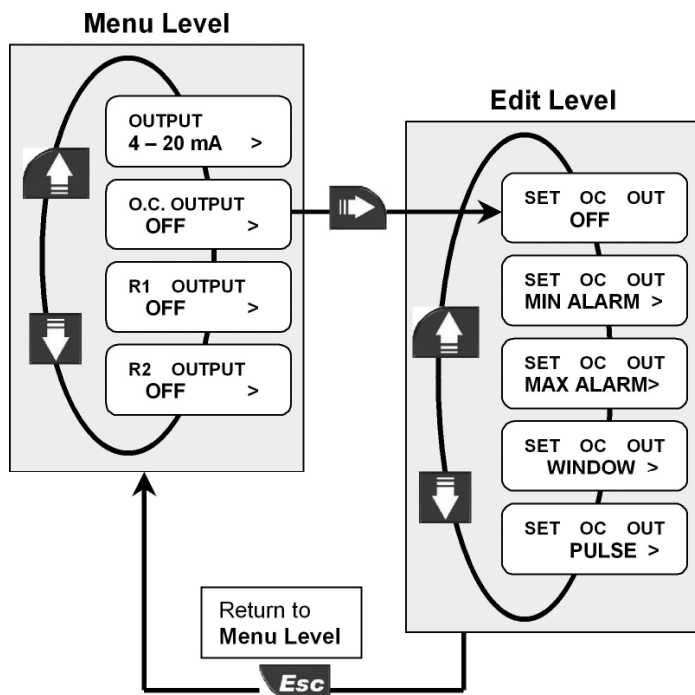 Menu Level
OUTPUT
4 – 20 mA >
O.C. OUTPUT
OFF >
R1 OUTPUT
OFF >
R2 OUTPUT
OFF >
Edit Level
SET OC OUT
OFF
SET OC OUT
MIN ALARM >
SET OC OUT
MAX ALARM>
SET OC OUT
WINDOW >
SET OC OUT
PULSE >
Return to
Menu Level
Esc